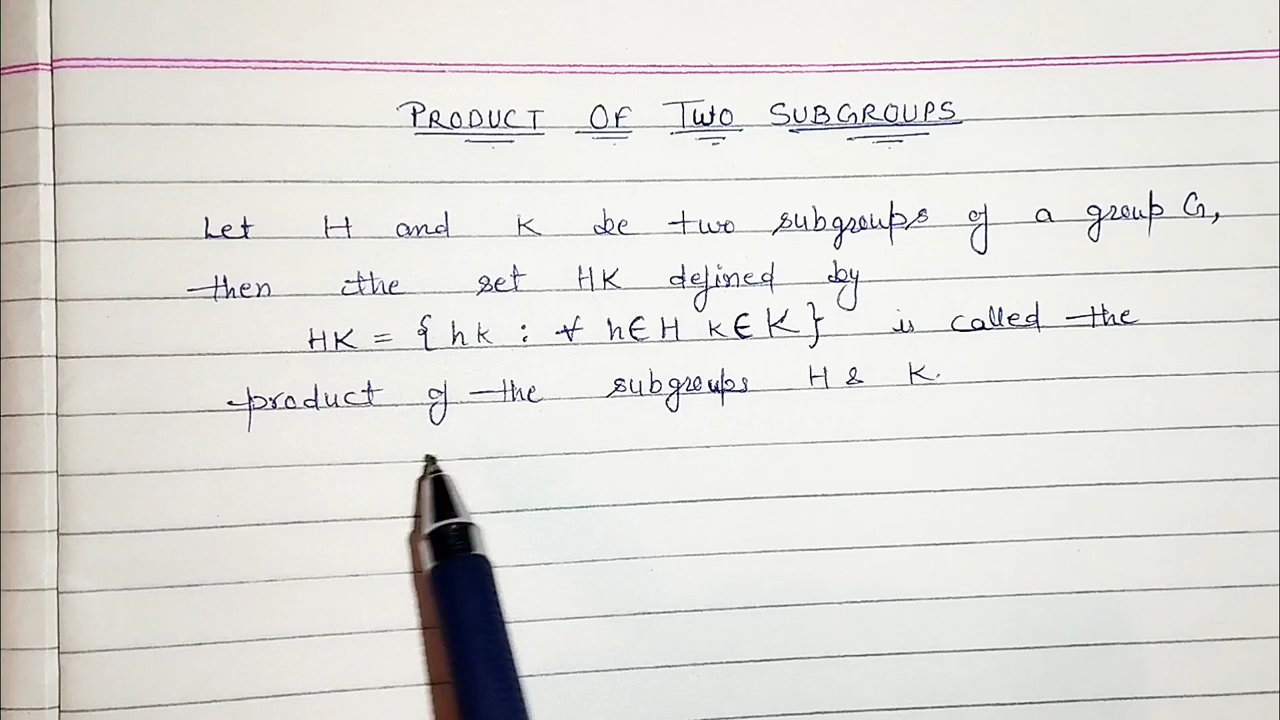 PRODUCT OF TWO SUBGROUPS
Let H and K be two subgroups of a group G,
then the set HK defined by
HK = { hk : ∀ h∈H k∈K } is called the
product of the subgroups H & K.